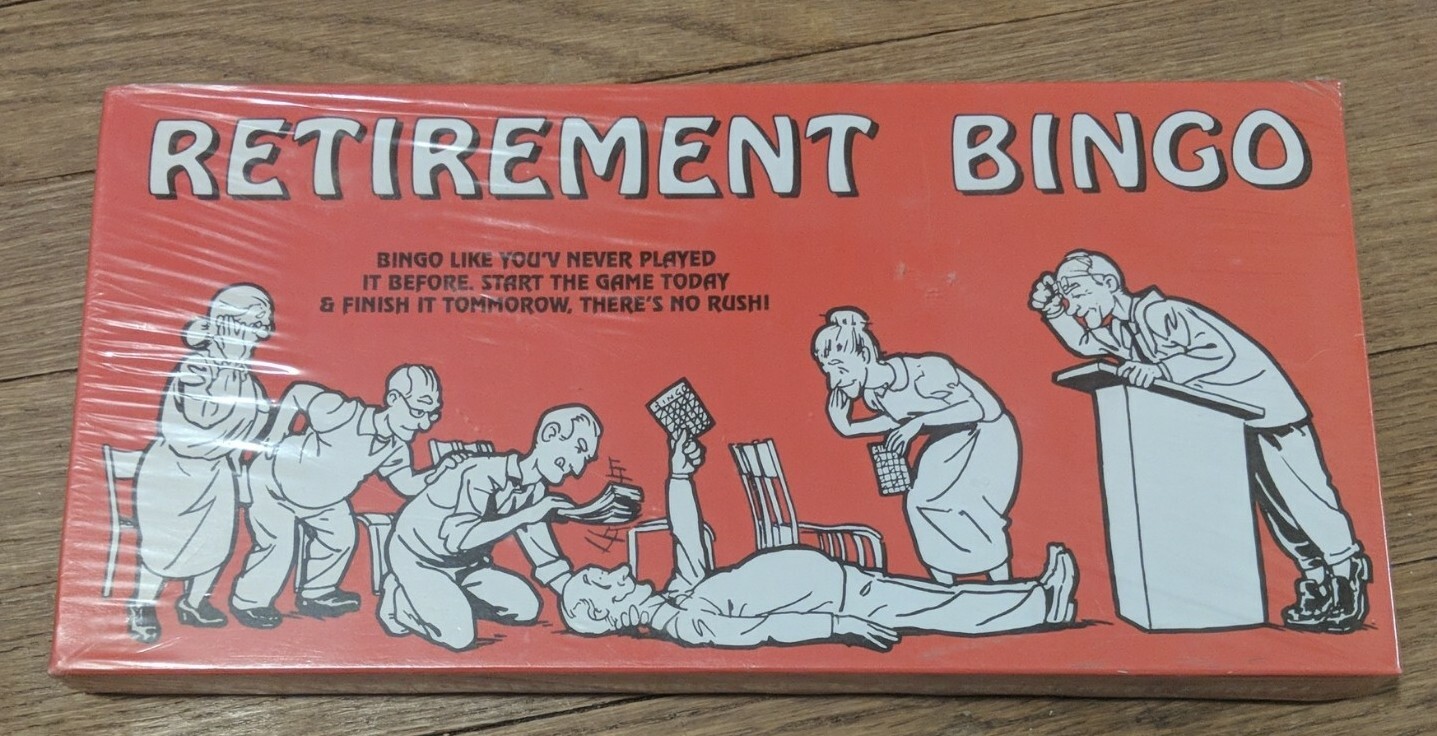 RETIREMENT BINGO
BINGO LIKE YOU'V NEVER PLAYED
IT BEFORE. START THE GAME TODAY
& FINISH IT TOMMOROW, THERE'S NO RUSH!
BINGO